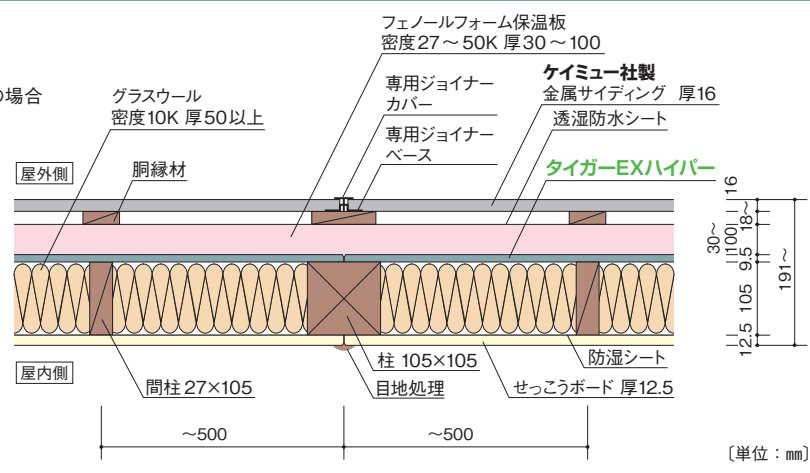 の場合
フェノールフォーム保温板
密度27～50K 厚30～100
グラスウール
密度10K 厚50以上
専用ジョイナー
カバー
ケイミュー社製
金属サイディング 厚16
専用ジョイナー
ベース
透湿防水シート
屋外側
胴縁材
タイガーEXハイパー
16
18～
30～
100
9.5
105
12.5
191～
屋内側
間柱 27×105
柱 105×105
目地処理
防湿シート
せっこうボード 厚12.5
～500
～500
〔単位：㎜〕